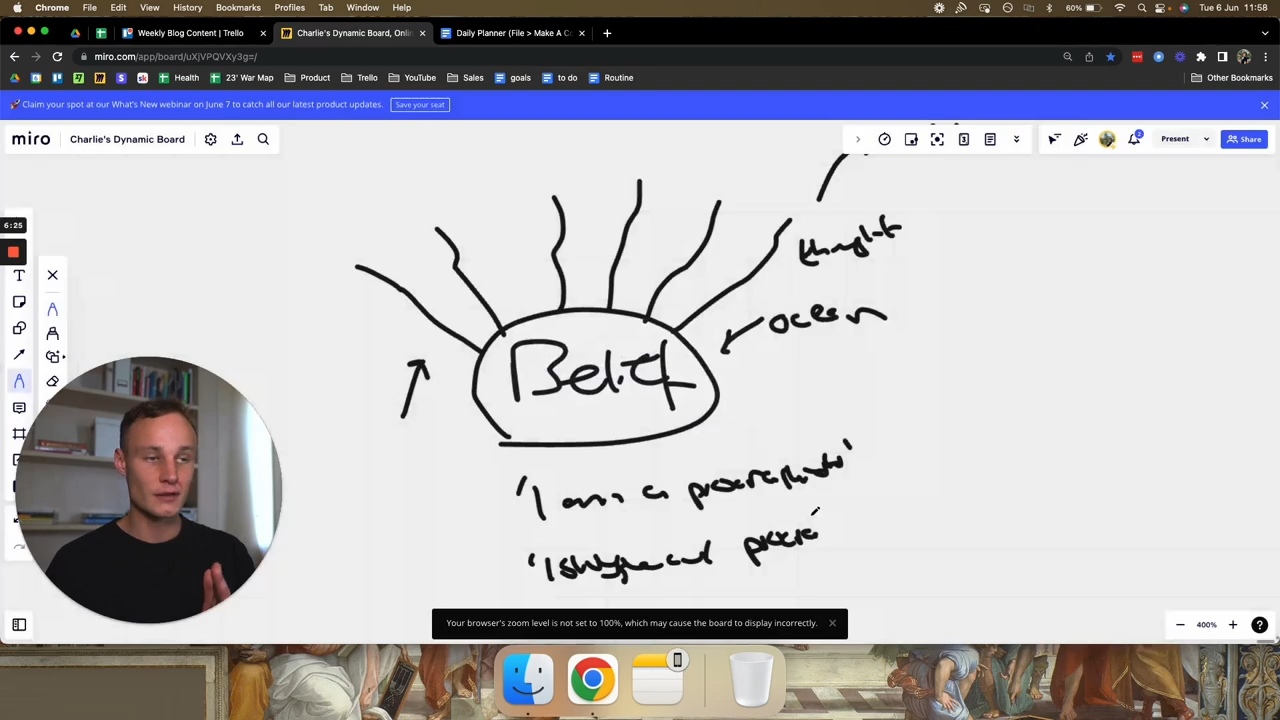 Chrome File Edit View History Bookmarks Profiles Tab Window Help 60% Tue 6 Jun 11:58
Weekly Blog Content | Trello Charlie's Dynamic Board, Onlin Daily Planner (File > Make A Co
miro.com/app/board/uXjVPQVXy3g=/
Health 23' War Map Product Trello YouTube Sales goals to do Routine Other Bookmarks
Claim your spot at our What's New webinar on June 7 to catch all our latest product updates. Save your seat
miro Charlie's Dynamic Board 3 2 Present Share
6:25
thought
ocean
Belief
'I am a
Your browser's zoom level is not set to 100%, which may cause the board to display incorrectly.
400%